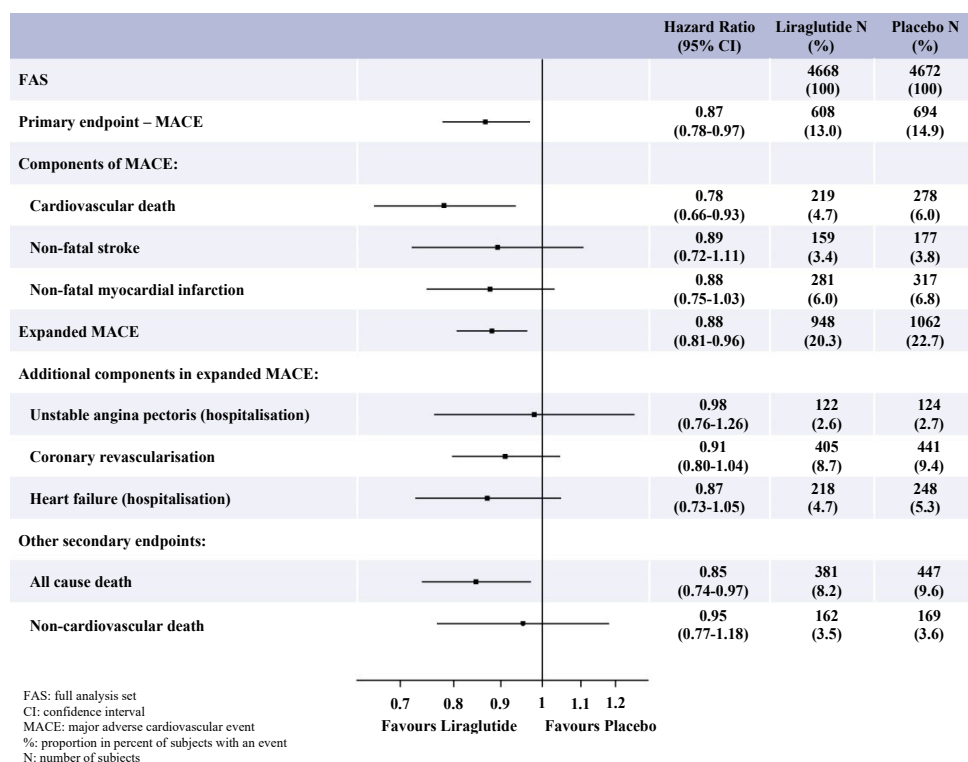 Hazard Ratio Liraglutide N Placebo N
(95% CI) (%) (%)
FAS 4668 4672
(100) (100)
Primary endpoint – MACE 0.87 608 694
(0.78-0.97) (13.0) (14.9)
Components of MACE:
Cardiovascular death 0.78 219 278
(0.66-0.93) (4.7) (6.0)
Non-fatal stroke 0.89 159 177
(0.72-1.11) (3.4) (3.8)
Non-fatal myocardial infarction 0.88 281 317
(0.75-1.03) (6.0) (6.8)
Expanded MACE 0.88 948 1062
(0.81-0.96) (20.3) (22.7)
Additional components in expanded MACE:
Unstable angina pectoris (hospitalisation) 0.98 122 124
(0.76-1.26) (2.6) (2.7)
Coronary revascularisation 0.91 405 441
(0.80-1.04) (8.7) (9.4)
Heart failure (hospitalisation) 0.87 218 248
(0.73-1.05) (4.7) (5.3)
Other secondary endpoints:
All cause death 0.85 381 447
(0.74-0.97) (8.2) (9.6)
Non-cardiovascular death 0.95 162 169
(0.77-1.18) (3.5) (3.6)
0.7 0.8 0.9 1 1.1 1.2
Favours Liraglutide Favours Placebo
FAS: full analysis set
CI: confidence interval
MACE: major adverse cardiovascular event
%: proportion in percent of subjects with an event
N: number of subjects